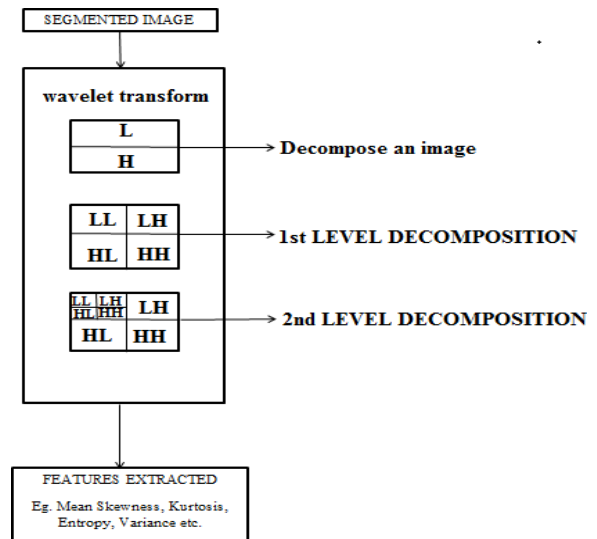 SEGMENTED IMAGE
wavelet transform
L
H
Decompose an image
LL LH
HL HH
1st LEVEL DECOMPOSITION
LL LH
HL HH
LH
HL HH
2nd LEVEL DECOMPOSITION
FEATURES EXTRACTED
Eg. Mean Skewness, Kurtosis,
Entropy, Variance etc.